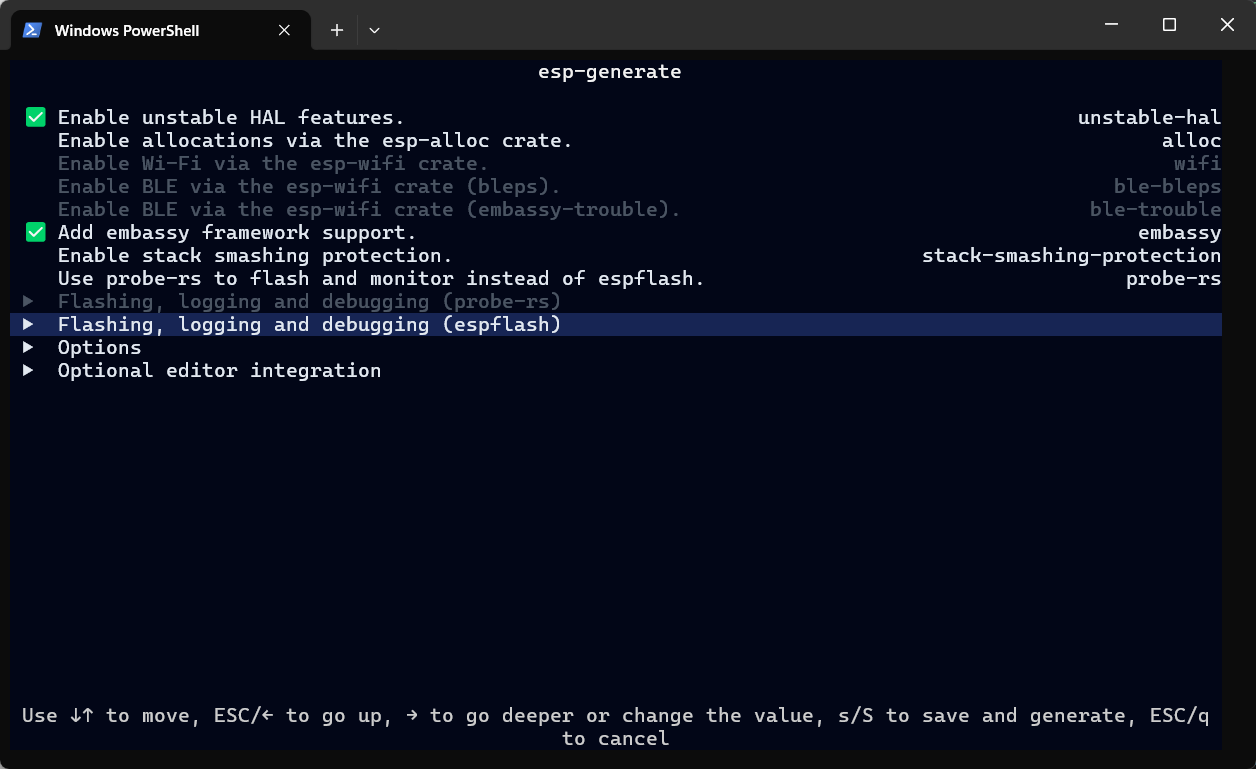 Windows PowerShell
esp-generate
Enable unstable HAL features. unstable-hal
Enable allocations via the esp-alloc crate. alloc
Enable Wi-Fi via the esp-wifi crate. wifi
Enable BLE via the esp-wifi crate (bleps). ble-bleps
Enable BLE via the esp-wifi crate (embassy-trouble). ble-trouble
Add embassy framework support. embassy
Enable stack smashing protection. stack-smashing-protection
Use probe-rs to flash and monitor instead of espflash. probe-rs
▶ Flashing, logging and debugging (probe-rs)
▶ Flashing, logging and debugging (espflash)
▶ Options
▶ Optional editor integration
Use ↓↑ to move, ESC/← to go up, → to go deeper or change the value, s/S to save and generate, ESC/q
to cancel